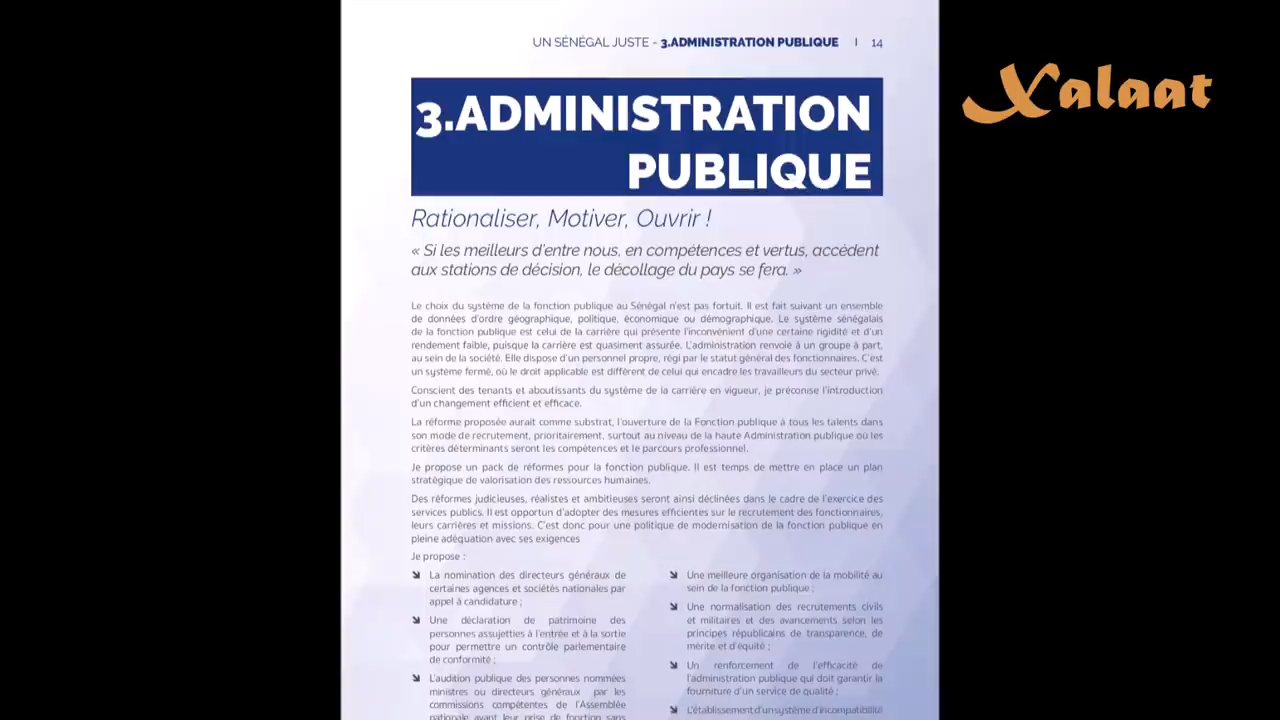 UN SÉNÉGAL JUSTE - 3.ADMINISTRATION PUBLIQUE I 14
Xalaat
3.ADMINISTRATION
PUBLIQUE
Rationaliser, Motiver, Ouvrir !
« Si les meilleurs d'entre nous, en compétences et vertus, accèdent
aux stations de décision, le décollage du pays se fera. »
Le choix du système de la fonction publique au Sénégal n'est pas fortuit. Il est fait suivant un ensemble
de données d'ordre géographique, politique, économique ou démographique. Le système sénégalais
de la fonction publique est celui de la carrière qui présente l'inconvénient d'une certaine rigidité et d'un
rendement faible, puisque la carrière est quasiment assurée. L'administration renvoie à un groupe à part,
au sein de la société. Elle dispose d'un personnel propre, régi par le statut général des fonctionnaires. C'est
un système fermé, où le droit applicable est différent de celui qui encadre les travailleurs du secteur privé.
Conscient des tenants et aboutissants du système de la carrière en vigueur, je préconise l'introduction
d'un changement efficient et efficace.
La réforme proposée aurait comme substrat, l'ouverture de la Fonction publique à tous les talents dans
son mode de recrutement, prioritairement, surtout au niveau de la haute Administration publique où les
critères déterminants seront les compétences et le parcours professionnel.
Je propose un pack de réformes pour la fonction publique. Il est temps de mettre en place un plan
stratégique de valorisation des ressources humaines.
Des réformes judicieuses, réalistes et ambitieuses seront ainsi déclinées dans le cadre de l'exercice des
services publics. Il est opportun d'adopter des mesures efficientes sur le recrutement des fonctionnaires,
leurs carrières et missions. C'est donc pour une politique de modernisation de la fonction publique en
pleine adéquation avec ses exigences
Je propose :
La nomination des directeurs généraux de
certaines agences et sociétés nationales par
appel à candidature ;
Une déclaration de patrimoine des
personnes assujetties à l'entrée et à la sortie
pour permettre un contrôle parlementaire
de conformité ;
L'audition publique des personnes nommées
ministres ou directeurs généraux par les
commissions compétentes de l'Assemblée
nationale avant leur prise de fonction sans
Une meilleure organisation de la mobilité au
sein de la fonction publique ;
Une normalisation des recrutements civils
et militaires et des avancements selon les
principes républicains de transparence, de
mérite et d'équité ;
Un renforcement de l'efficacité de
l'administration publique qui doit garantir la
fourniture d'un service de qualité ;
L'établissement d'un système d'incompatibilité